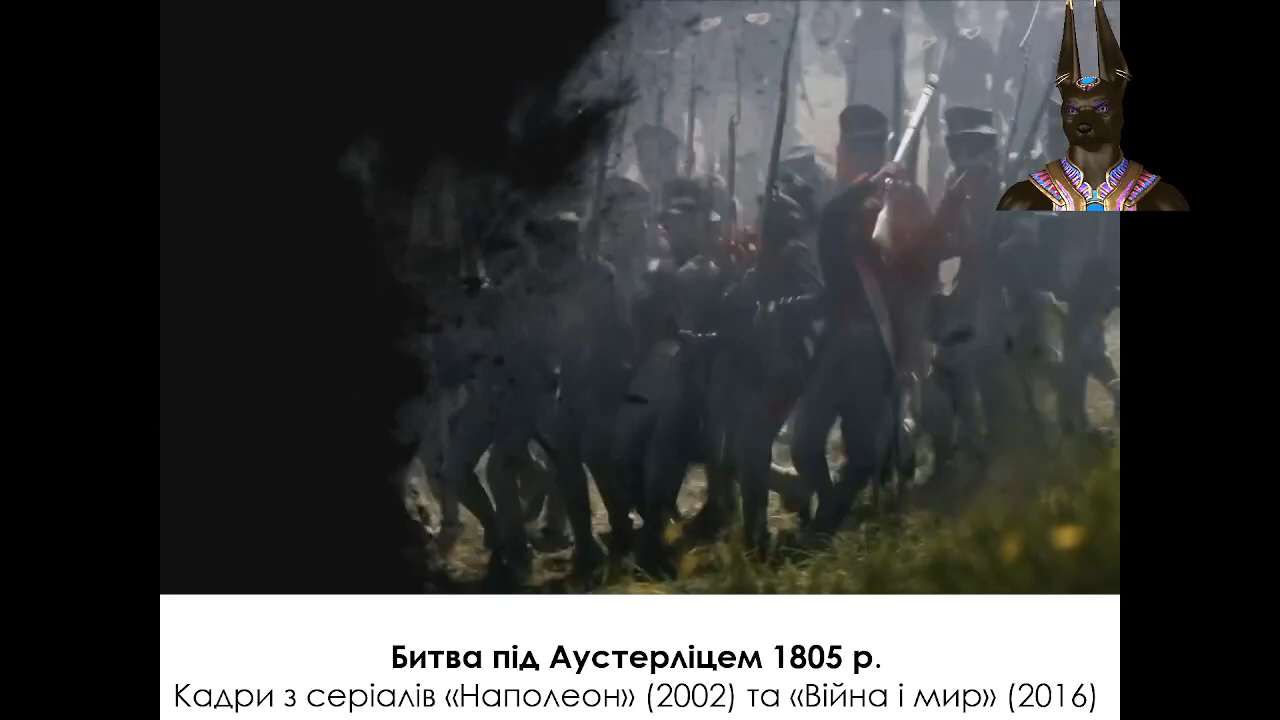 Битва під Аустерліцем 1805 р.
Кадри з серіалів «Наполеон» (2002) та «Війна і мир» (2016)